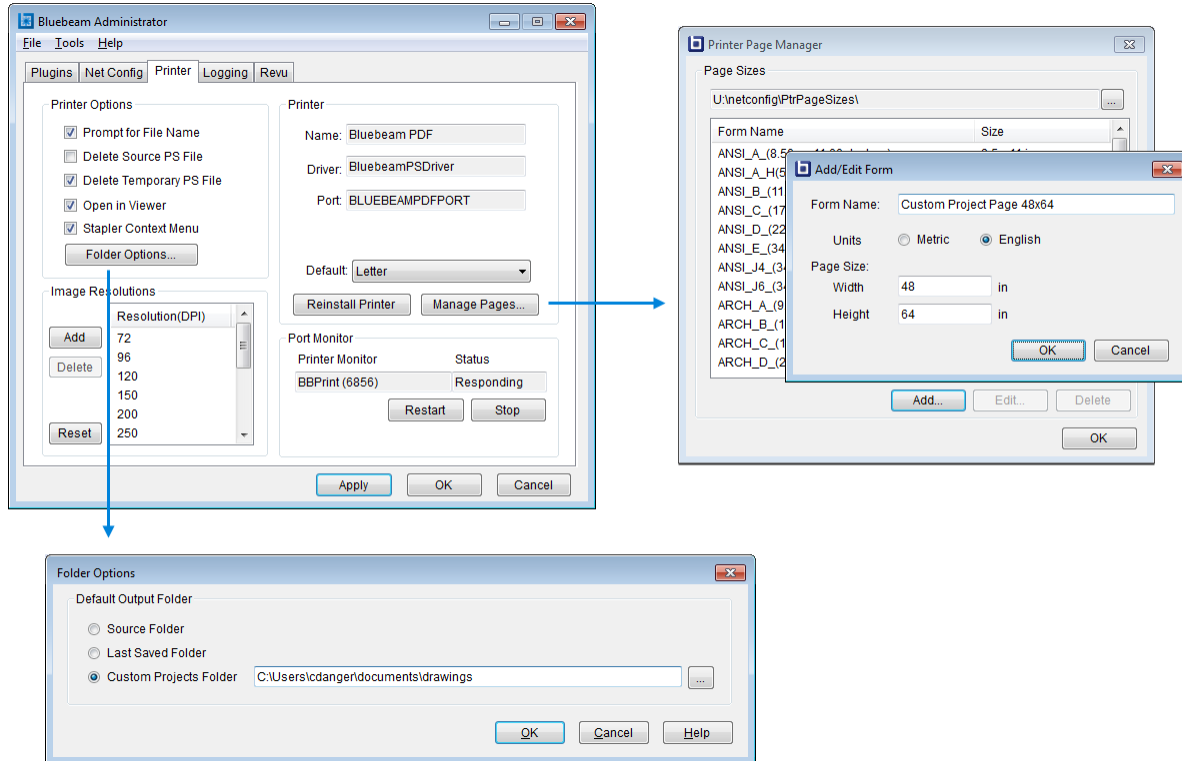 Bluebeam Administrator
File Tools Help
Plugins Net Config Printer Logging Revu
Printer Options
Prompt for File Name
Delete Source PS File
Delete Temporary PS File
Open in Viewer
Stapler Context Menu
Folder Options...
Image Resolutions
Resolution(DPI)
Add
Delete
Reset
72
96
120
150
200
250
Printer
Name: Bluebeam PDF
Driver: BluebeamPSDriver
Port: BLUEBEAMPDFPORT
Default: Letter
Reinstall Printer Manage Pages...
Port Monitor
Printer Monitor Status
BBPrint (6856) Responding
Restart Stop
Apply OK Cancel
Printer Page Manager
Page Sizes
U:\netconfig\PtrPageSizes\ ...
Form Name Size
ANSI_A_(8.50
ANSI_A_H(5
ANSI_B_(11
ANSI_C_(17
ANSI_D_(22
ANSI_E_(34
ANSI_J4_(34
ANSI_J6_(34
ARCH_A_(9
ARCH_B_(1
ARCH_C_(1
ARCH_D_(2
Add... Edit... Delete
OK
Add/Edit Form
Form Name: Custom Project Page 48x64
Units Metric English
Page Size:
Width 48 in
Height 64 in
OK Cancel
Folder Options
Default Output Folder
Source Folder
Last Saved Folder
Custom Projects Folder C:\Users\cdanger\documents\drawings ...
OK Cancel Help